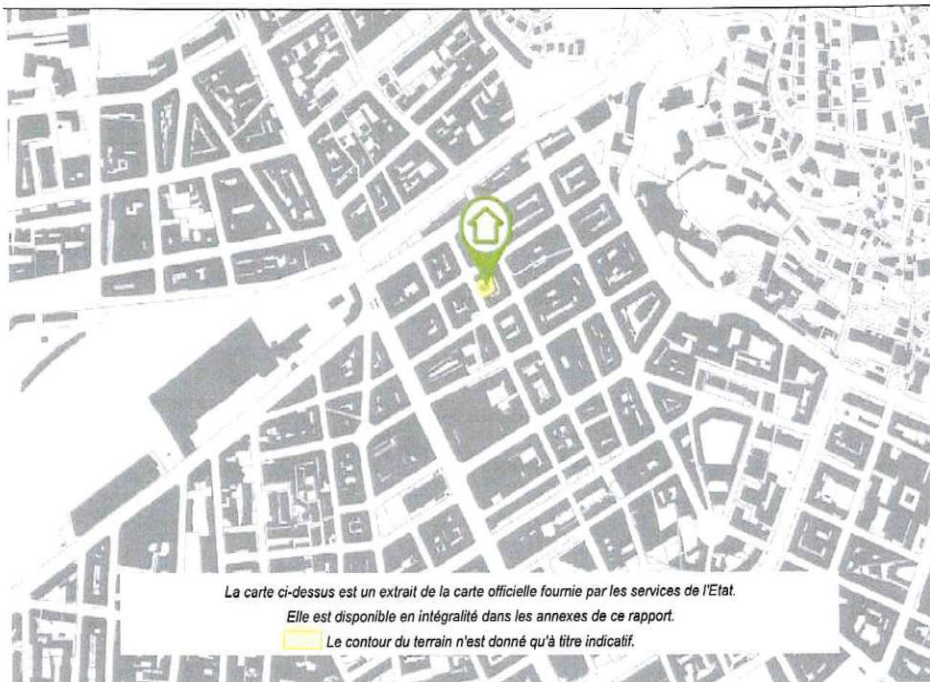 La carte ci-dessus est un extrait de la carte officielle fournie par les services de l'Etat.
Elle est disponible en intégralité dans les annexes de ce rapport.
Le contour du terrain n'est donné qu'à titre indicatif.